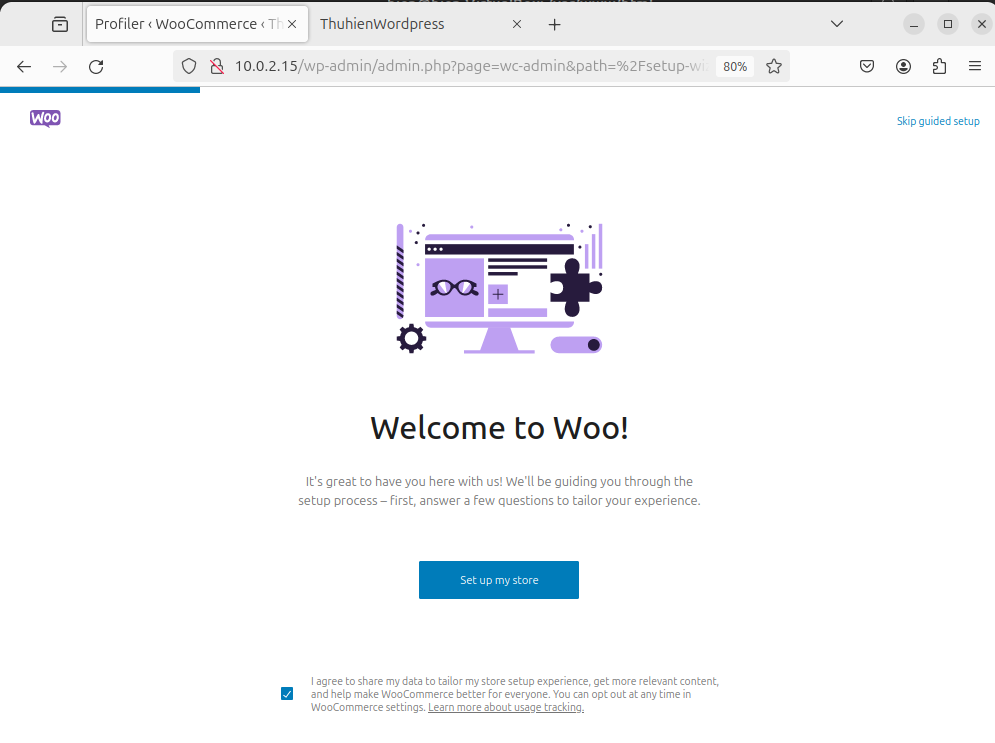 Profiler ‹ WooCommerce ‹ Th
ThuhienWordpress
10.0.2.15/wp-admin/admin.php?page=wc-admin&path=%2Fsetup-wi
80%
Woo
Skip guided setup
Welcome to Woo!
It's great to have you here with us! We'll be guiding you through the
setup process – first, answer a few questions to tailor your experience.
Set up my store
I agree to share my data to tailor my store setup experience, get more relevant content,
and help make WooCommerce better for everyone. You can opt out at any time in
WooCommerce settings. Learn more about usage tracking.